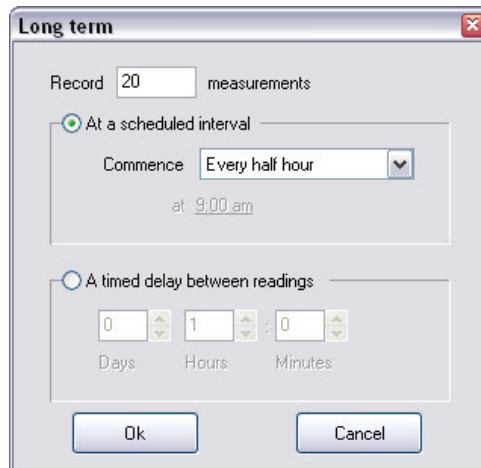 Long term
Record 20 measurements
At a scheduled interval
Commence Every half hour
at 9:00 am
A timed delay between readings
0 1 : 0
Days Hours Minutes
Ok Cancel